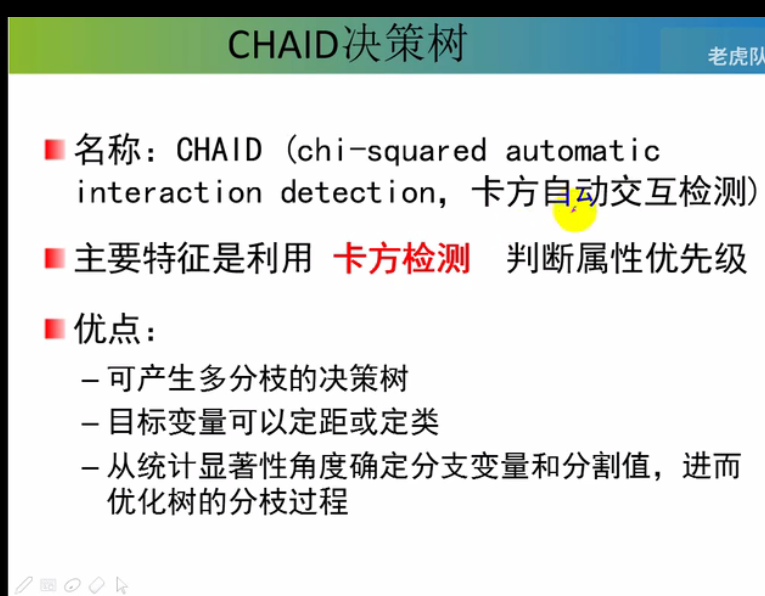 CHAID决策树
老虎队
名称：CHAID（chi-squared automatic
interaction detection，卡方自动交互检测)
主要特征是利用 卡方检测 判断属性优先级
优点：
– 可产生多分枝的决策树
– 目标变量可以定距或定类
– 从统计显著性角度确定分支变量和分割值，进而
优化树的分枝过程